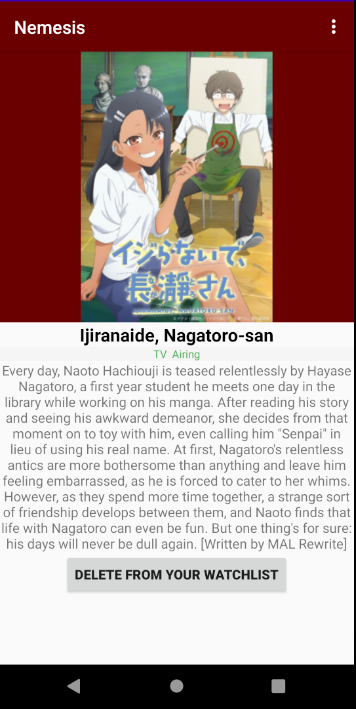 Nemesis
イジらないで、
長瀞さん
Ijiranaide, Nagatoro-san
TV Airing
Every day, Naoto Hachiouji is teased relentlessly by Hayase
Nagatoro, a first year student he meets one day in the
library while working on his manga. After reading his story
and seeing his awkward demeanor, she decides from that
moment on to toy with him, even calling him "Senpai" in
lieu of using his real name. At first, Nagatoro's relentless
antics are more bothersome than anything and leave him
feeling embarrassed, as he is forced to cater to her whims.
However, as they spend more time together, a strange sort
of friendship develops between them, and Naoto finds that
life with Nagatoro can even be fun. But one thing's for sure:
his days will never be dull again. [Written by MAL Rewrite]
DELETE FROM YOUR WATCHLIST